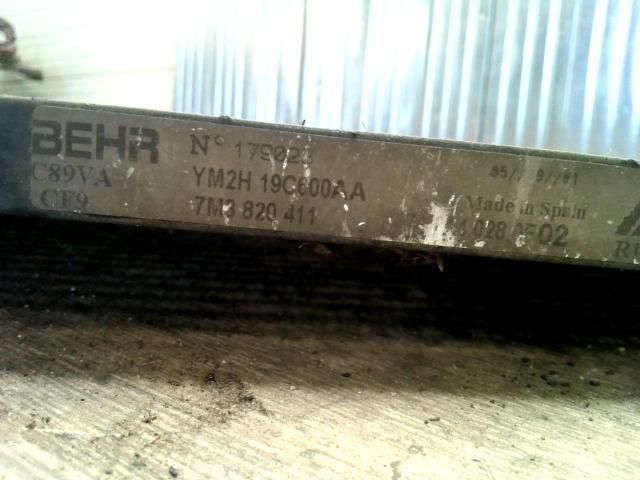 BEHR
C89VA
CF9
N° 179023
YM2H 19C600AA
7M3 820 411
Made in Spain